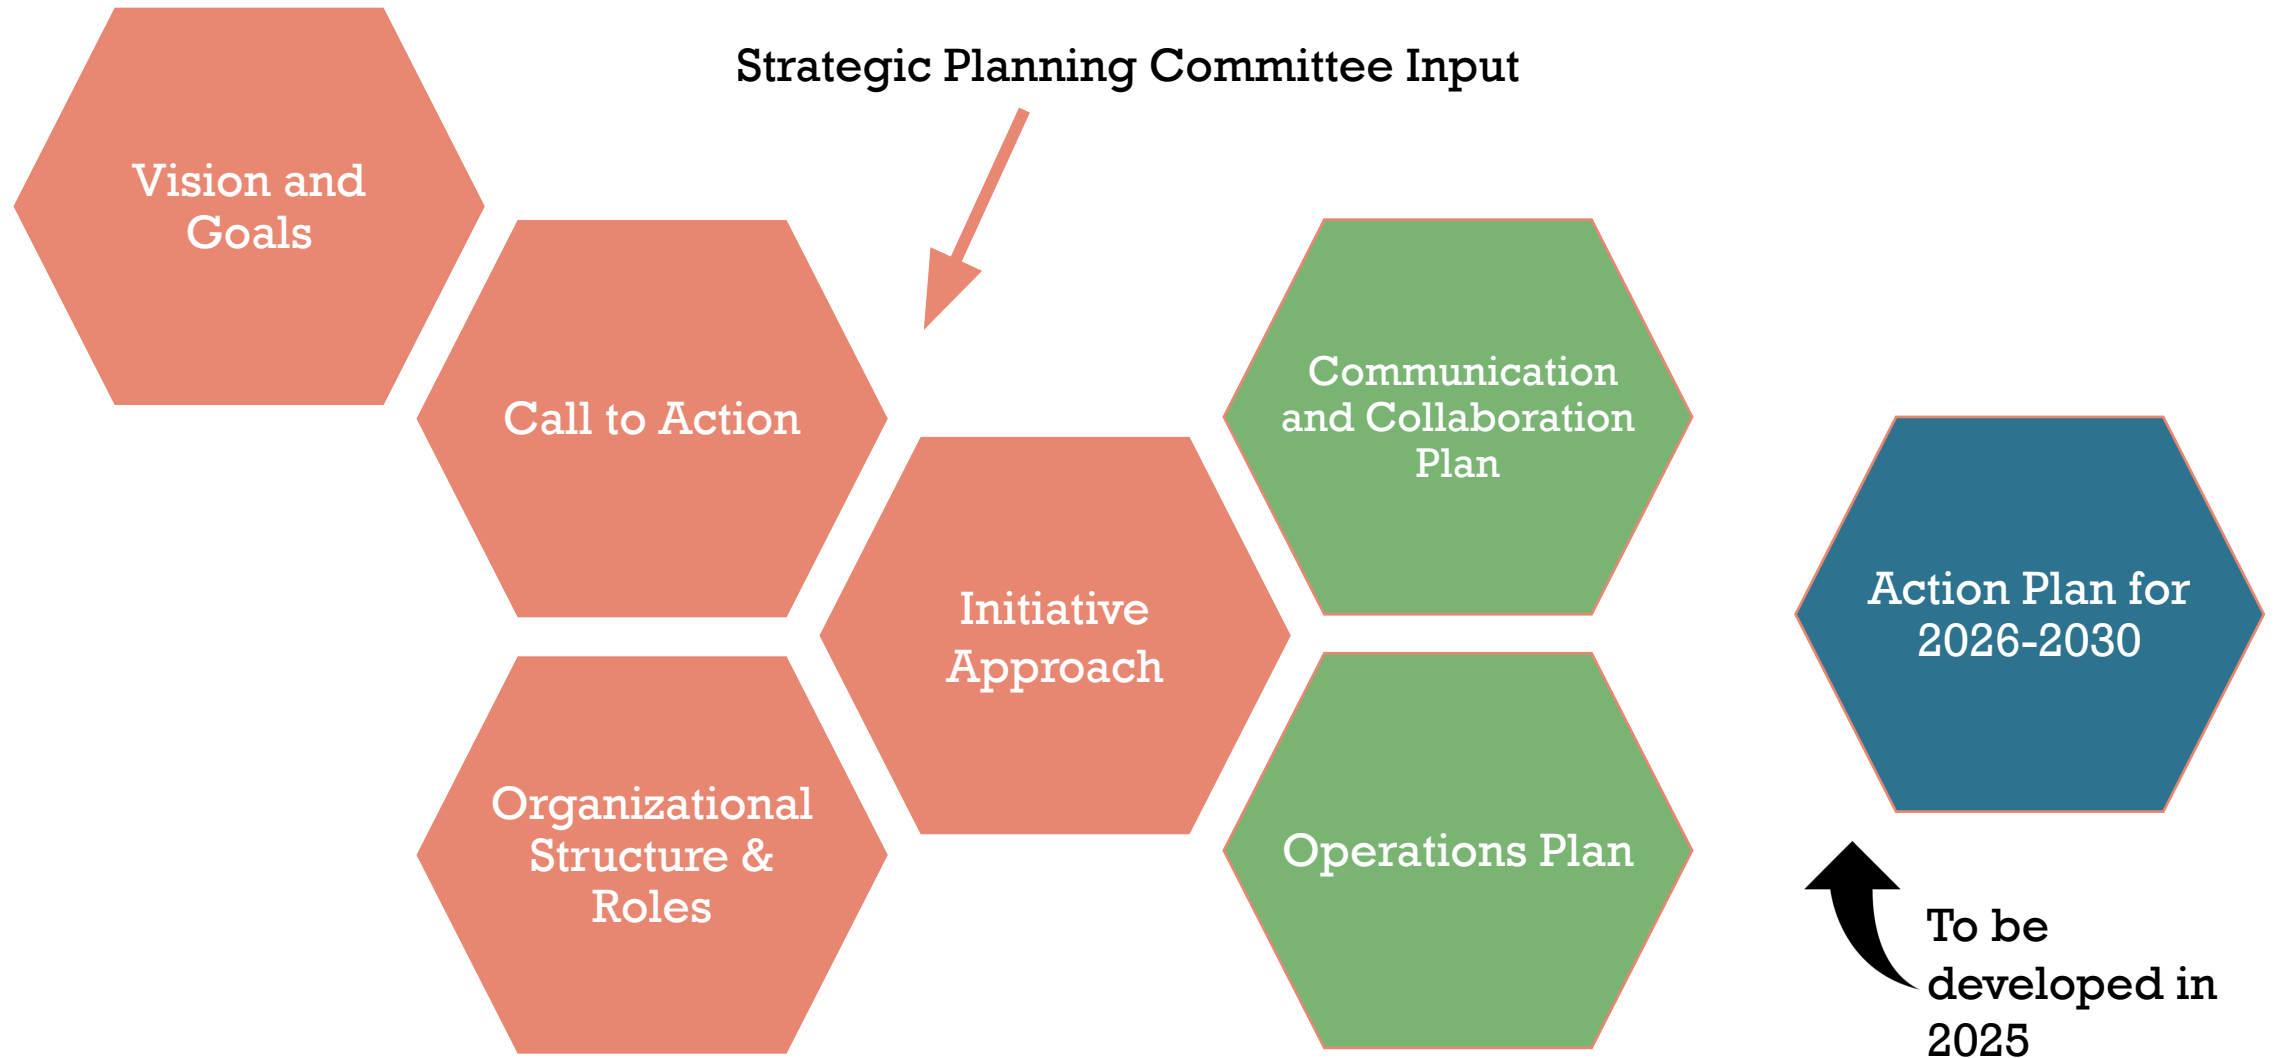 Strategic Planning Committee Input
Vision and
Goals
Call to Action
Organizational
Structure &
Roles
Initiative
Approach
Communication
and Collaboration
Plan
Operations Plan
Action Plan for
2026-2030
To be
developed in
2025